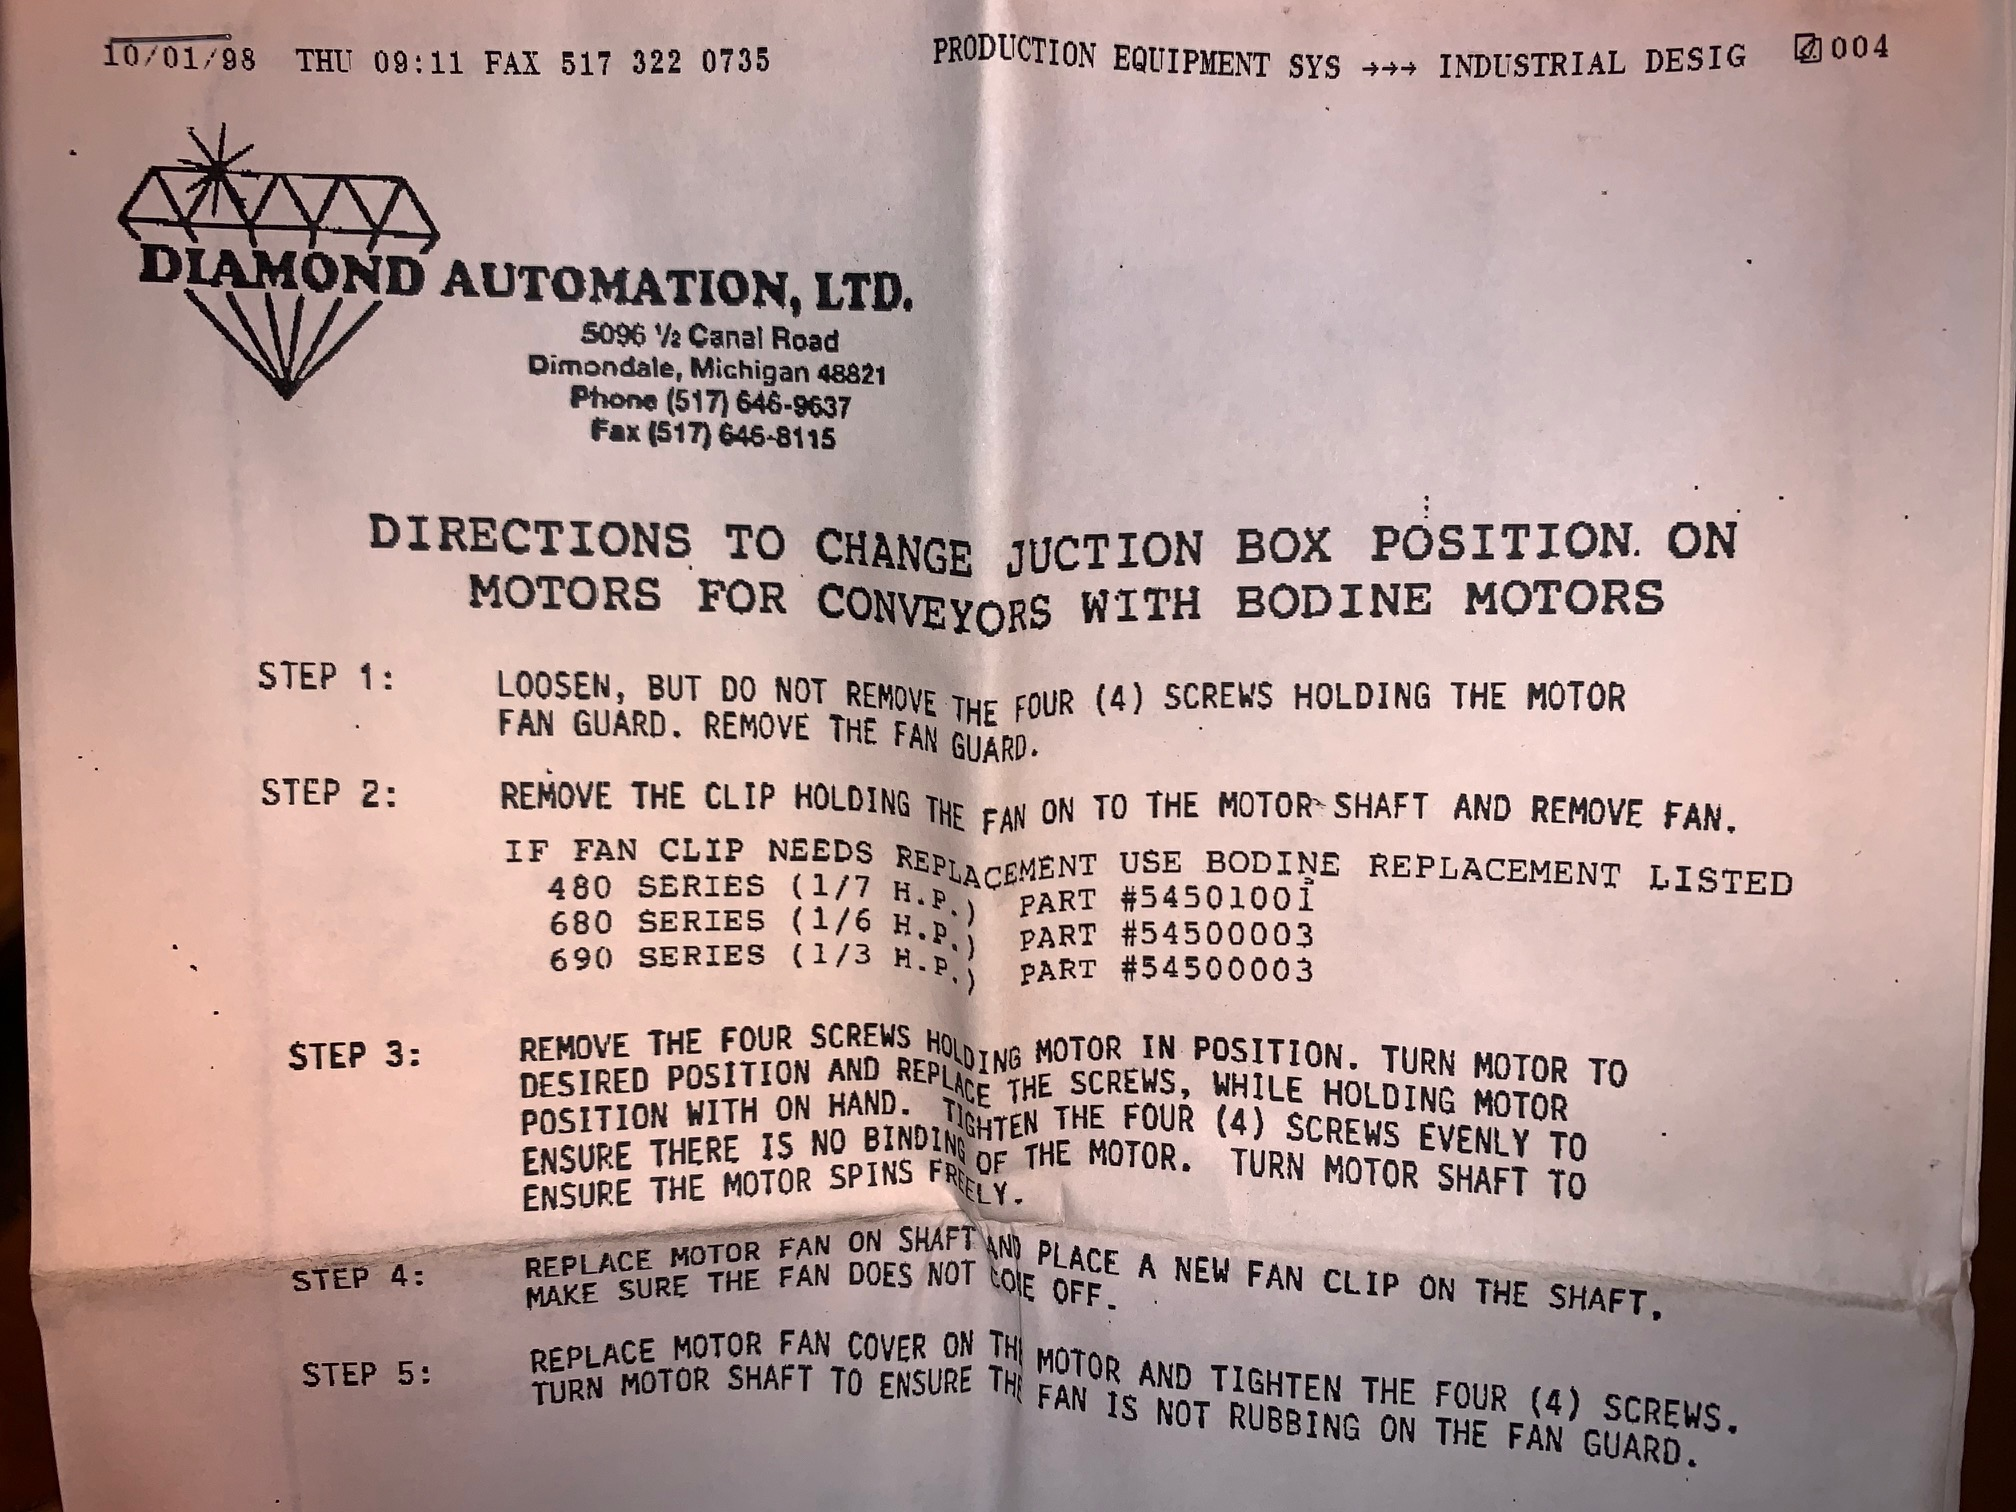 10/01/98 THU 09:11 FAX 517 322 0735 PRODUCTION EQUIPMENT SYS →→→ INDUSTRIAL DESIG 004
DIAMOND AUTOMATION, LTD.
5096 ½ Canal Road
Dimondale, Michigan 48821
Phone (517) 646-9637
Fax (517) 646-8115
DIRECTIONS TO CHANGE JUCTION BOX POSITION. ON
MOTORS FOR CONVEYORS WITH BODINE MOTORS
STEP 1: LOOSEN, BUT DO NOT REMOVE THE FOUR (4) SCREWS HOLDING THE MOTOR
FAN GUARD. REMOVE THE FAN GUARD.
STEP 2: REMOVE THE CLIP HOLDING THE FAN ON TO THE MOTOR SHAFT AND REMOVE FAN.
IF FAN CLIP NEEDS REPLACEMENT USE BODINE REPLACEMENT LISTED
480 SERIES (1/7 H.P.) PART #54501001
680 SERIES (1/6 H.P.) PART #54500003
690 SERIES (1/3 H.P.) PART #54500003
STEP 3: REMOVE THE FOUR SCREWS HOLDING MOTOR IN POSITION. TURN MOTOR TO
DESIRED POSITION AND REPLACE THE SCREWS, WHILE HOLDING MOTOR
POSITION WITH ON HAND. TIGHTEN THE FOUR (4) SCREWS EVENLY TO
ENSURE THERE IS NO BINDING OF THE MOTOR. TURN MOTOR SHAFT TO
ENSURE THE MOTOR SPINS FREELY.
STEP 4: REPLACE MOTOR FAN ON SHAFT AND PLACE A NEW FAN CLIP ON THE SHAFT,
MAKE SURE THE FAN DOES NOT COME OFF.
STEP 5: REPLACE MOTOR FAN COVER ON THE MOTOR AND TIGHTEN THE FOUR (4) SCREWS.
TURN MOTOR SHAFT TO ENSURE THE FAN IS NOT RUBBING ON THE FAN GUARD.